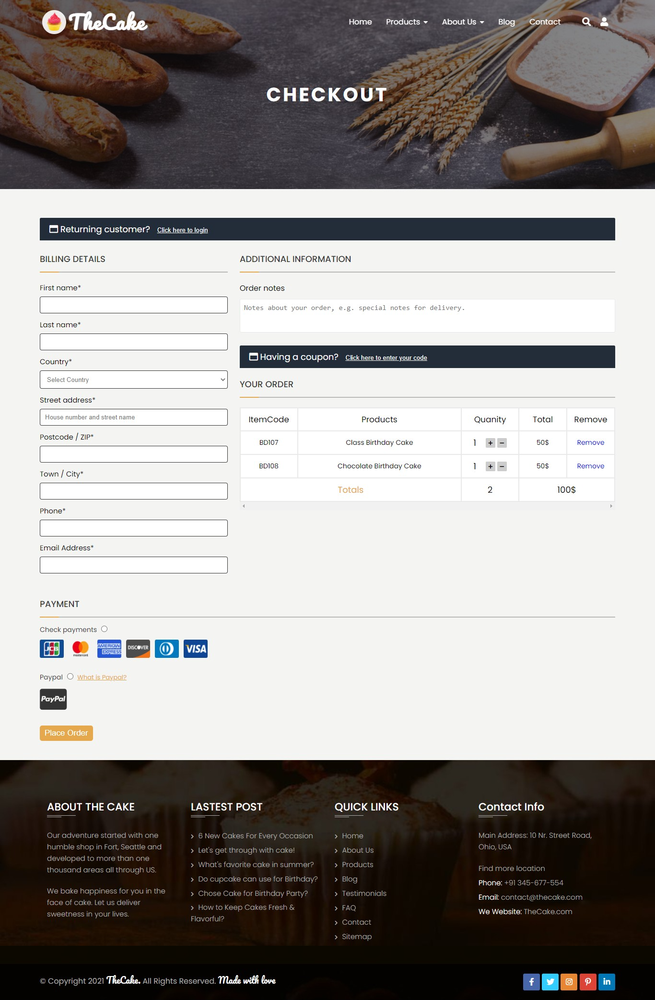 TheCake
Home Products About Us Blog Contact
CHECKOUT
Returning customer? Click here to login
BILLING DETAILS
First name*
Last name*
Country*
Select Country
Street address*
House number and street name
Postcode / ZIP*
Town / City*
Phone*
Email Address*
ADDITIONAL INFORMATION
Order notes
Notes about your order, e.g. special notes for delivery.
Having a coupon? Click here to enter your code
YOUR ORDER
ItemCode Products Quanity Total Remove
BD107 Class Birthday Cake 1 + − 50$ Remove
BD108 Chocolate Birthday Cake 1 + − 50$ Remove
Totals 2 100$
PAYMENT
Check payments
JCB mastercard AMERICAN EXPRESS DISCOVER VISA
Paypal What is Paypal?
PayPal
Place Order
ABOUT THE CAKE
Our adventure started with one
humble shop in Fort, Seattle and
developed to more than one
thousand areas all through US.
We bake happiness for you in the
face of cake. Let us deliver
sweetness in your lives.
LASTEST POST
6 New Cakes For Every Occasion
Let's get through with cake!
What's favorite cake in summer?
Do cupcake can use for Birthday?
Chose Cake for Birthday Party?
How to Keep Cakes Fresh &
Flavorful?
QUICK LINKS
Home
About Us
Products
Blog
Testimonials
FAQ
Contact
Sitemap
Contact Info
Main Address: 10 Nr. Street Road,
Ohio, USA
Find more location
Phone: +91 345-677-554
Email: contact@thecake.com
We Website: TheCake.com
© Copyright 2021 TheCake. All Rights Reserved. Made with love